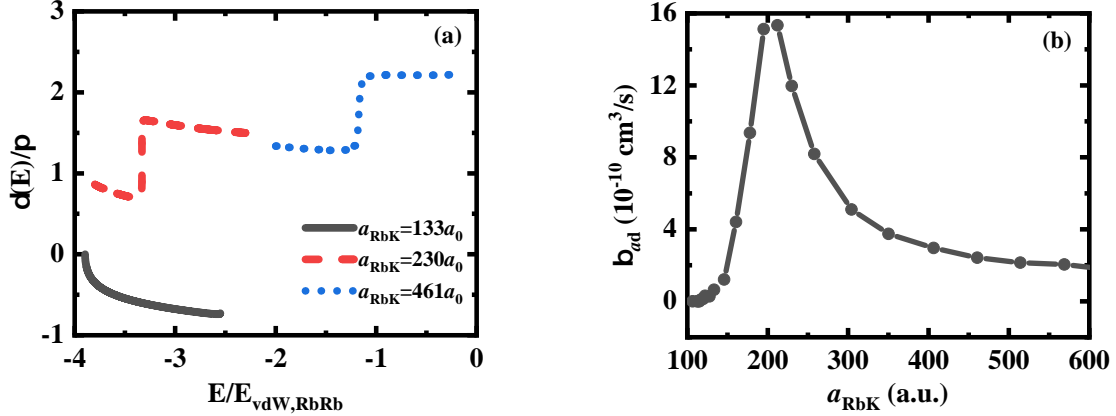 (a)
3
2
1
0
-1
d(E)/p
a_RbK=133a_0
a_RbK=230a_0
a_RbK=461a_0
-4 -3 -2 -1 0
E/E_vdW,RbRb
(b)
16
12
8
4
0
b_ad (10^-10 cm^3/s)
100 200 300 400 500 600
a_RbK (a.u.)